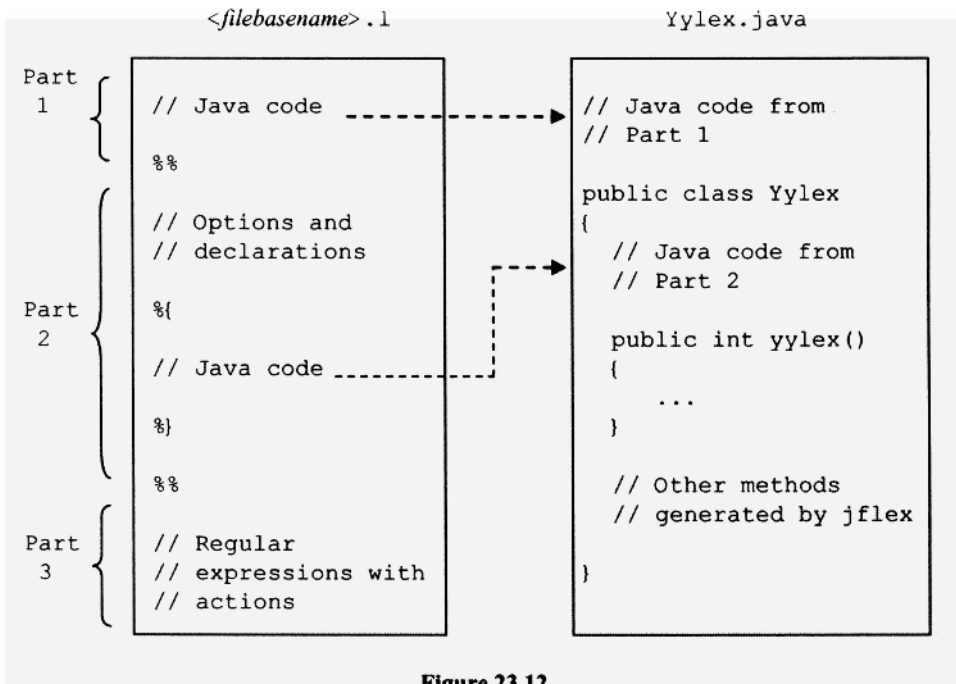 <filebasename>.l
Yylex.java
Part
1
// Java code
%%
Part
2
// Options and
// declarations
%{
// Java code
%}
%%
Part
3
// Regular
// expressions with
// actions
// Java code from
// Part 1
public class Yylex
{
// Java code from
// Part 2
public int yylex()
{
...
}
// Other methods
// generated by jflex
}
Figure 23.12